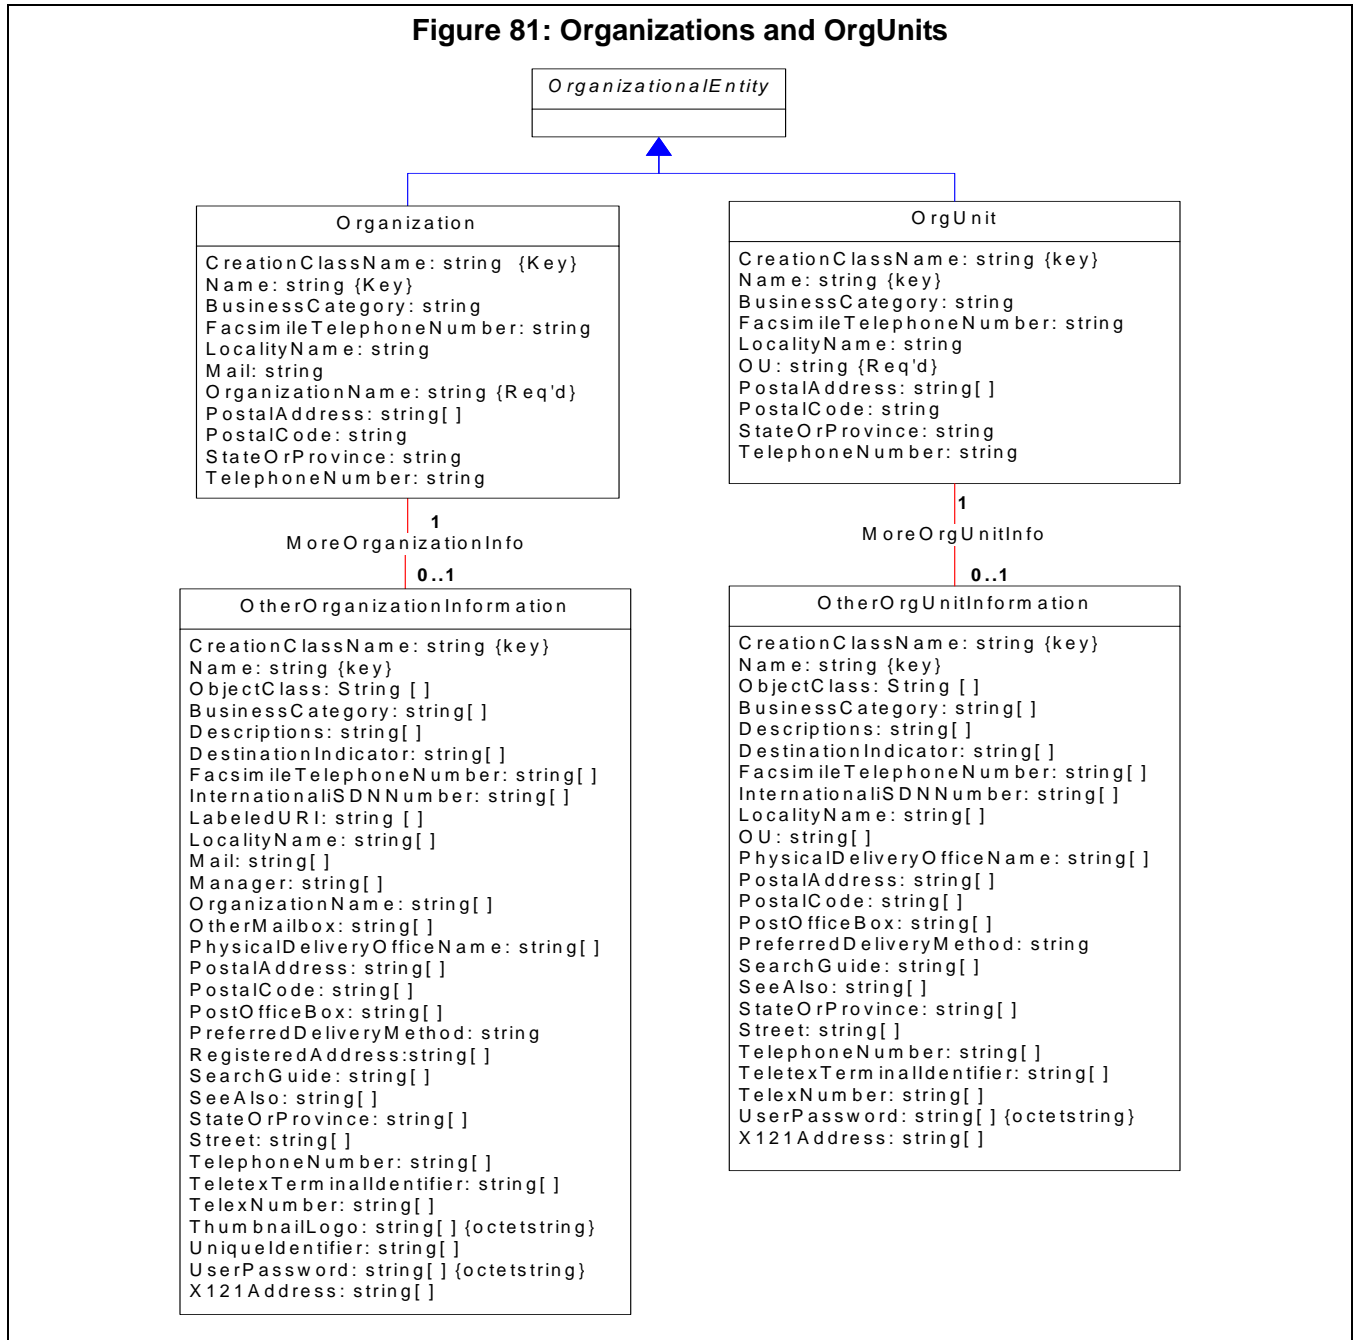 Figure 81: Organizations and OrgUnits
OrganizationalEntity
Organization
CreationClassName: string {Key}
Name: string {Key}
BusinessCategory: string
FacsimileTelephoneNumber: string
LocalityName: string
Mail: string
OrganizationName: string {Req'd}
PostalAddress: string[ ]
PostalCode: string
StateOrProvince: string
TelephoneNumber: string
OrgUnit
CreationClassName: string {key}
Name: string {key}
BusinessCategory: string
FacsimileTelephoneNumber: string
LocalityName: string
OU: string {Req'd}
PostalAddress: string[ ]
PostalCode: string
StateOrProvince: string
TelephoneNumber: string
1
MoreOrganizationInfo
0..1
1
MoreOrgUnitInfo
0..1
OtherOrganizationInformation
CreationClassName: string {key}
Name: string {key}
ObjectClass: String [ ]
BusinessCategory: string[ ]
Descriptions: string[ ]
DestinationIndicator: string[ ]
FacsimileTelephoneNumber: string[ ]
InternationaliSDNNumber: string[ ]
LabeledURI: string [ ]
LocalityName: string[ ]
Mail: string[ ]
Manager: string[ ]
OrganizationName: string[ ]
OtherMailbox: string[ ]
PhysicalDeliveryOfficeName: string[ ]
PostalAddress: string[ ]
PostalCode: string[ ]
PostOfficeBox: string[ ]
PreferredDeliveryMethod: string
RegisteredAddress:string[ ]
SearchGuide: string[ ]
SeeAlso: string[ ]
StateOrProvince: string[ ]
Street: string[ ]
TelephoneNumber: string[ ]
TeletexTerminalIdentifier: string[ ]
TelexNumber: string[ ]
ThumbnailLogo: string[ ] {octetstring}
UniqueIdentifier: string[ ]
UserPassword: string[ ] {octetstring}
X121Address: string[ ]
OtherOrgUnitInformation
CreationClassName: string {key}
Name: string {key}
ObjectClass: String [ ]
BusinessCategory: string[ ]
Descriptions: string[ ]
DestinationIndicator: string[ ]
FacsimileTelephoneNumber: string[ ]
InternationaliSDNNumber: string[ ]
LocalityName: string[ ]
OU: string[ ]
PhysicalDeliveryOfficeName: string[ ]
PostalAddress: string[ ]
PostalCode: string[ ]
PostOfficeBox: string[ ]
PreferredDeliveryMethod: string
SearchGuide: string[ ]
SeeAlso: string[ ]
StateOrProvince: string[ ]
Street: string[ ]
TelephoneNumber: string[ ]
TeletexTerminalIdentifier: string[ ]
TelexNumber: string[ ]
UserPassword: string[ ] {octetstring}
X121Address: string[ ]